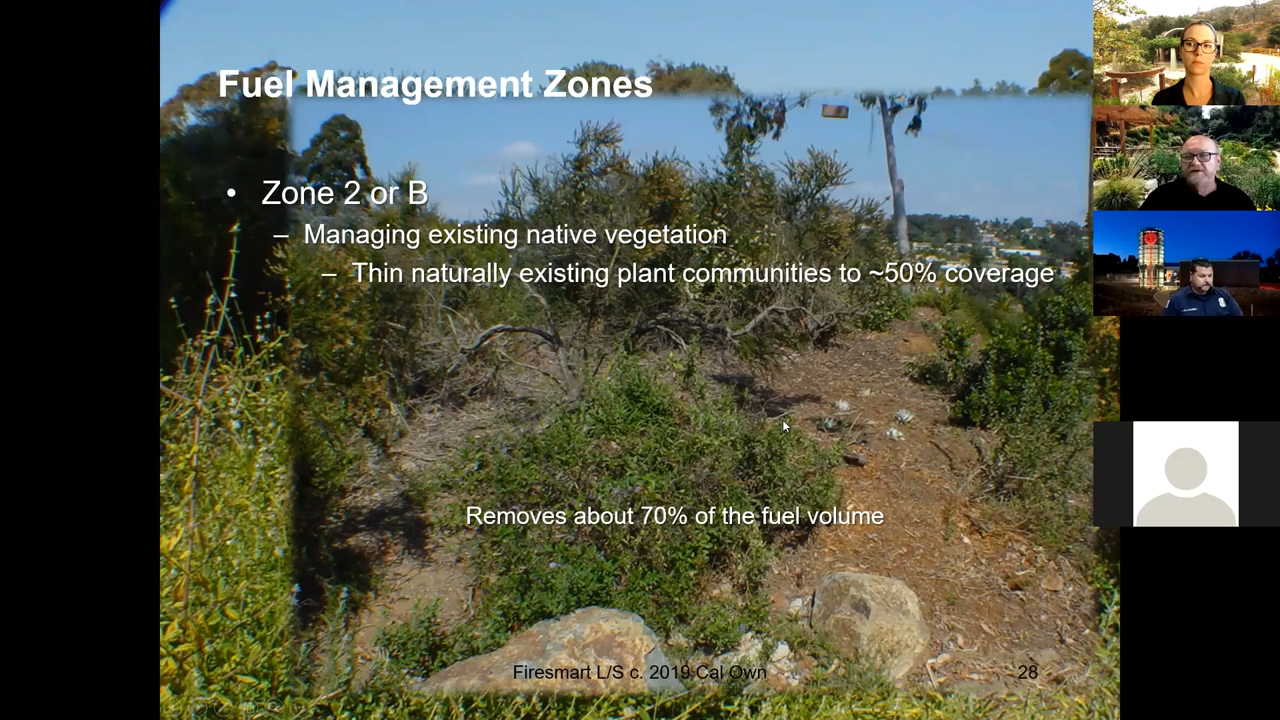 Fuel Management Zones
• Zone 2 or B
– Managing existing native vegetation
– Thin naturally existing plant communities to ~50% coverage
Removes about 70% of the fuel volume
Firesmart L/S c. 2019 Cal Own
28